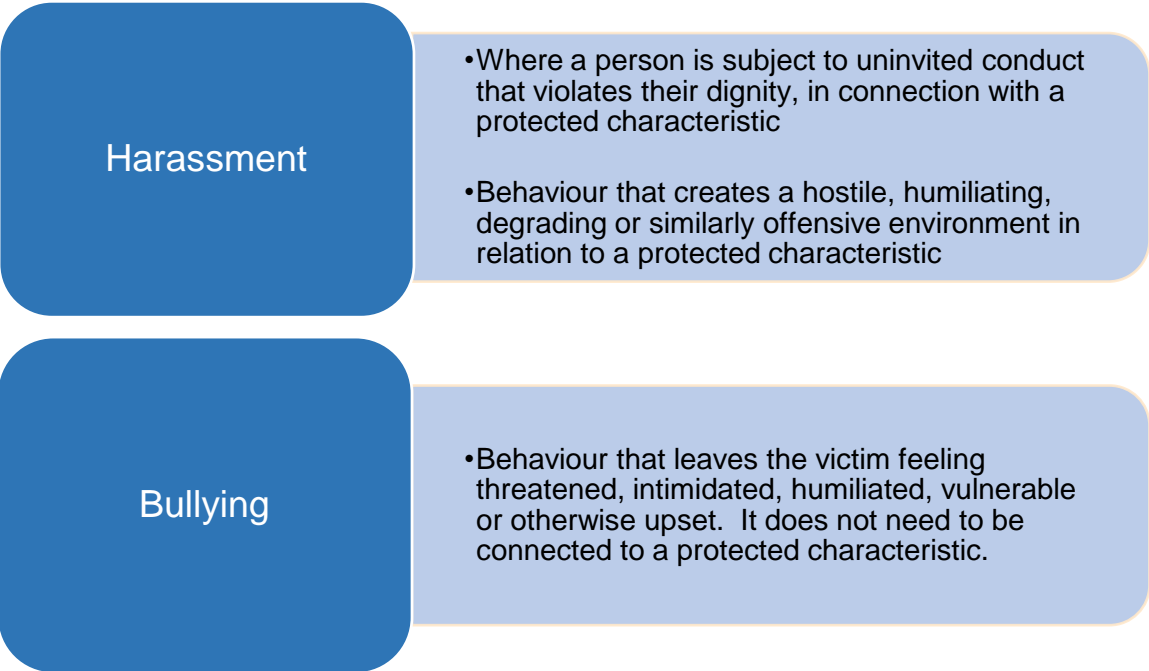 Harassment
•Where a person is subject to uninvited conduct
that violates their dignity, in connection with a
protected characteristic
•Behaviour that creates a hostile, humiliating,
degrading or similarly offensive environment in
relation to a protected characteristic
Bullying
•Behaviour that leaves the victim feeling
threatened, intimidated, humiliated, vulnerable
or otherwise upset.  It does not need to be
connected to a protected characteristic.